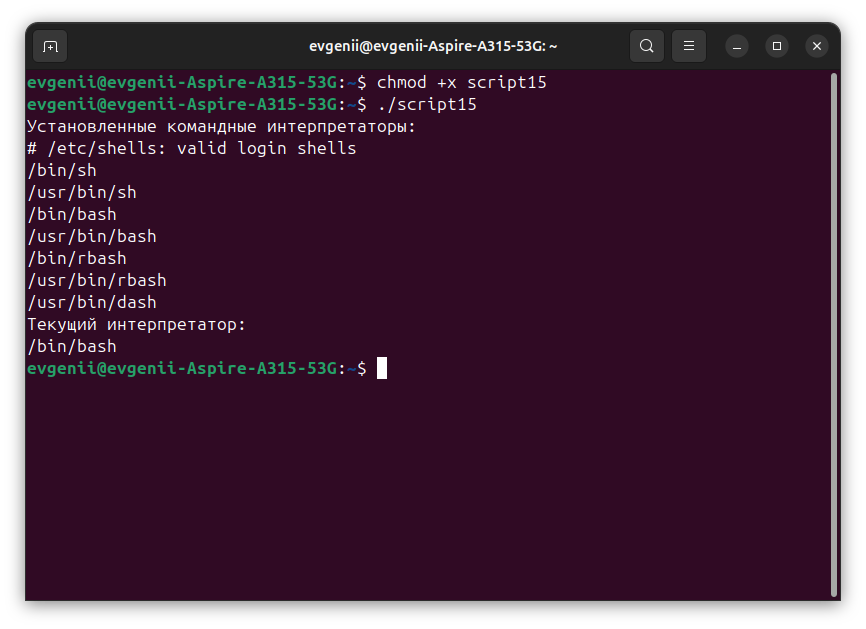 evgenii@evgenii-Aspire-A315-53G: ~
evgenii@evgenii-Aspire-A315-53G:~$ chmod +x script15
evgenii@evgenii-Aspire-A315-53G:~$ ./script15
Установленные командные интерпретаторы:
# /etc/shells: valid login shells
/bin/sh
/usr/bin/sh
/bin/bash
/usr/bin/bash
/bin/rbash
/usr/bin/rbash
/usr/bin/dash
Текущий интерпретатор:
/bin/bash
evgenii@evgenii-Aspire-A315-53G:~$